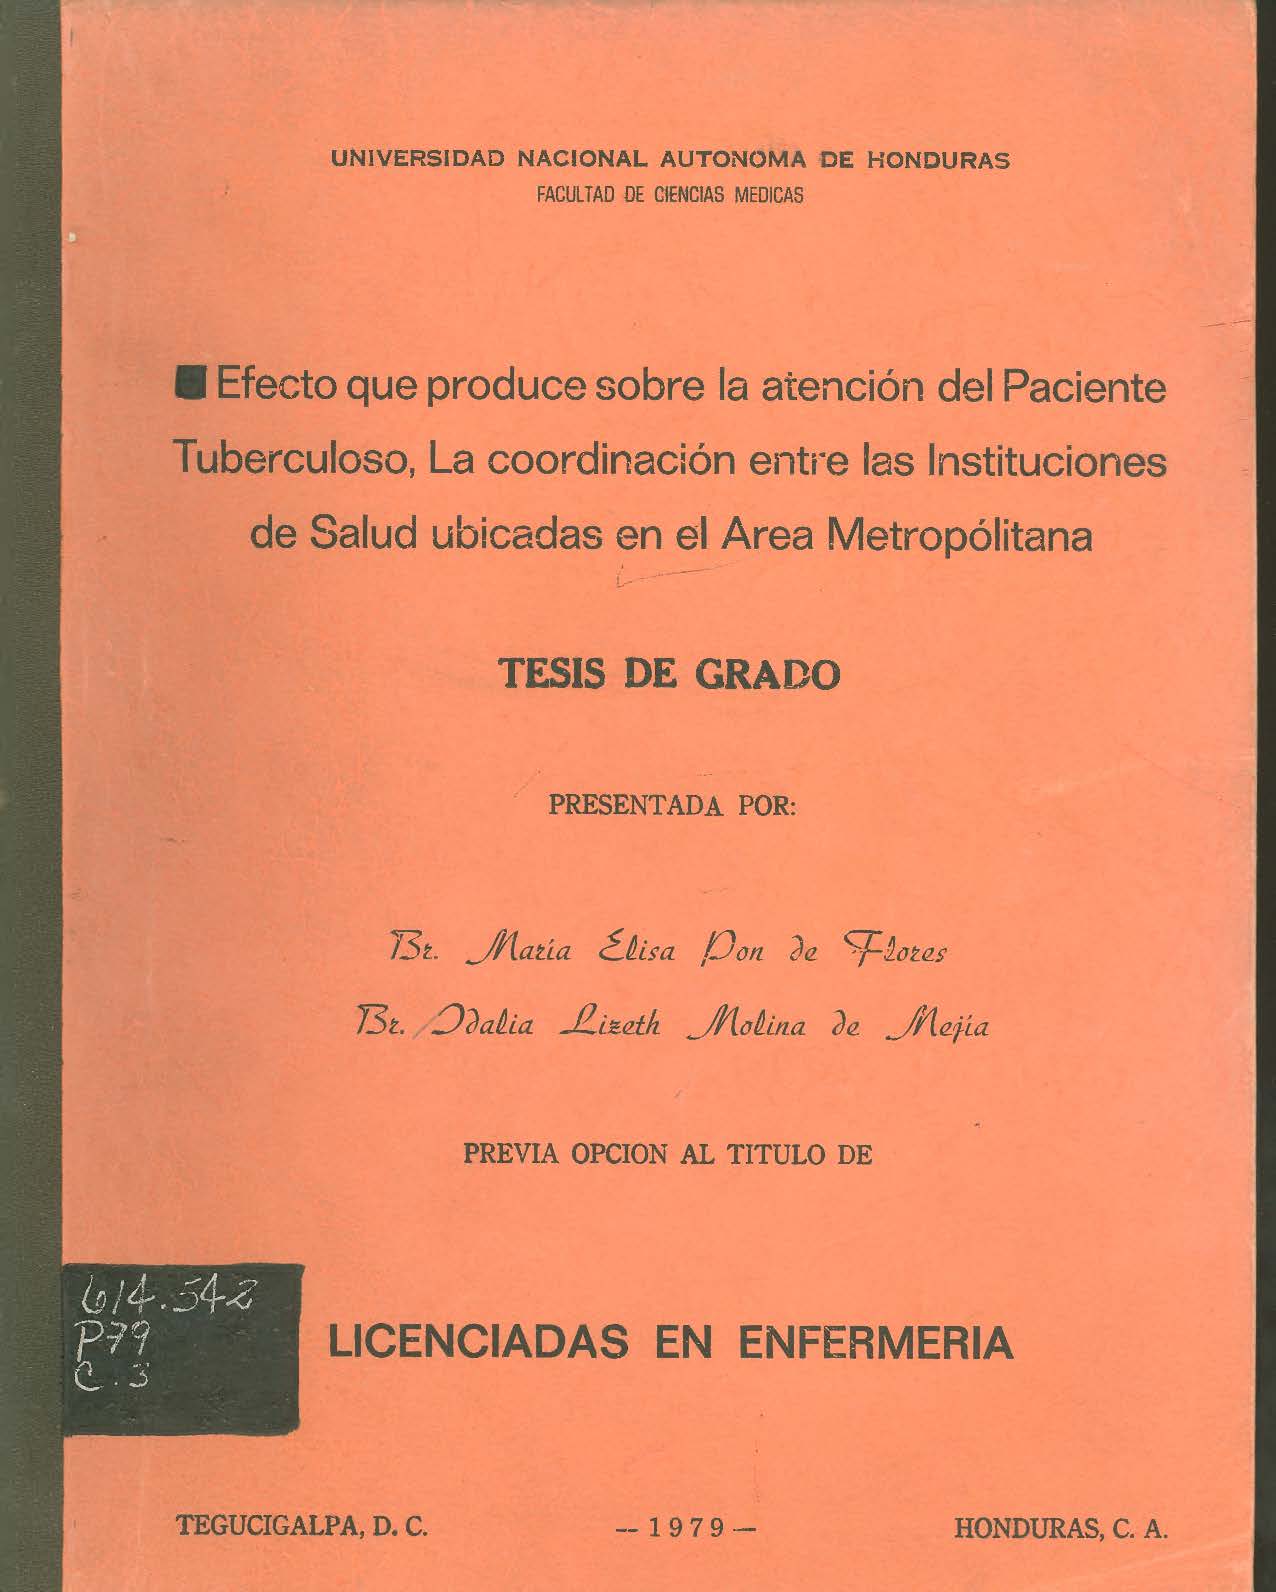 UNIVERSIDAD NACIONAL AUTONOMA DE HONDURAS
FACULTAD DE CIENCIAS MEDICAS
Efecto que produce sobre la atención del Paciente
Tuberculoso, La coordinación entre las Instituciones
de Salud ubicadas en el Area Metropólitana
TESIS DE GRADO
PRESENTADA POR:
Br. María Elisa Pon de Flores
Br. Odalia Lizeth Molina de Mejía
PREVIA OPCION AL TITULO DE
614.542
P79
C.3
LICENCIADAS EN ENFERMERIA
TEGUCIGALPA, D. C. — 1979 — HONDURAS, C. A.